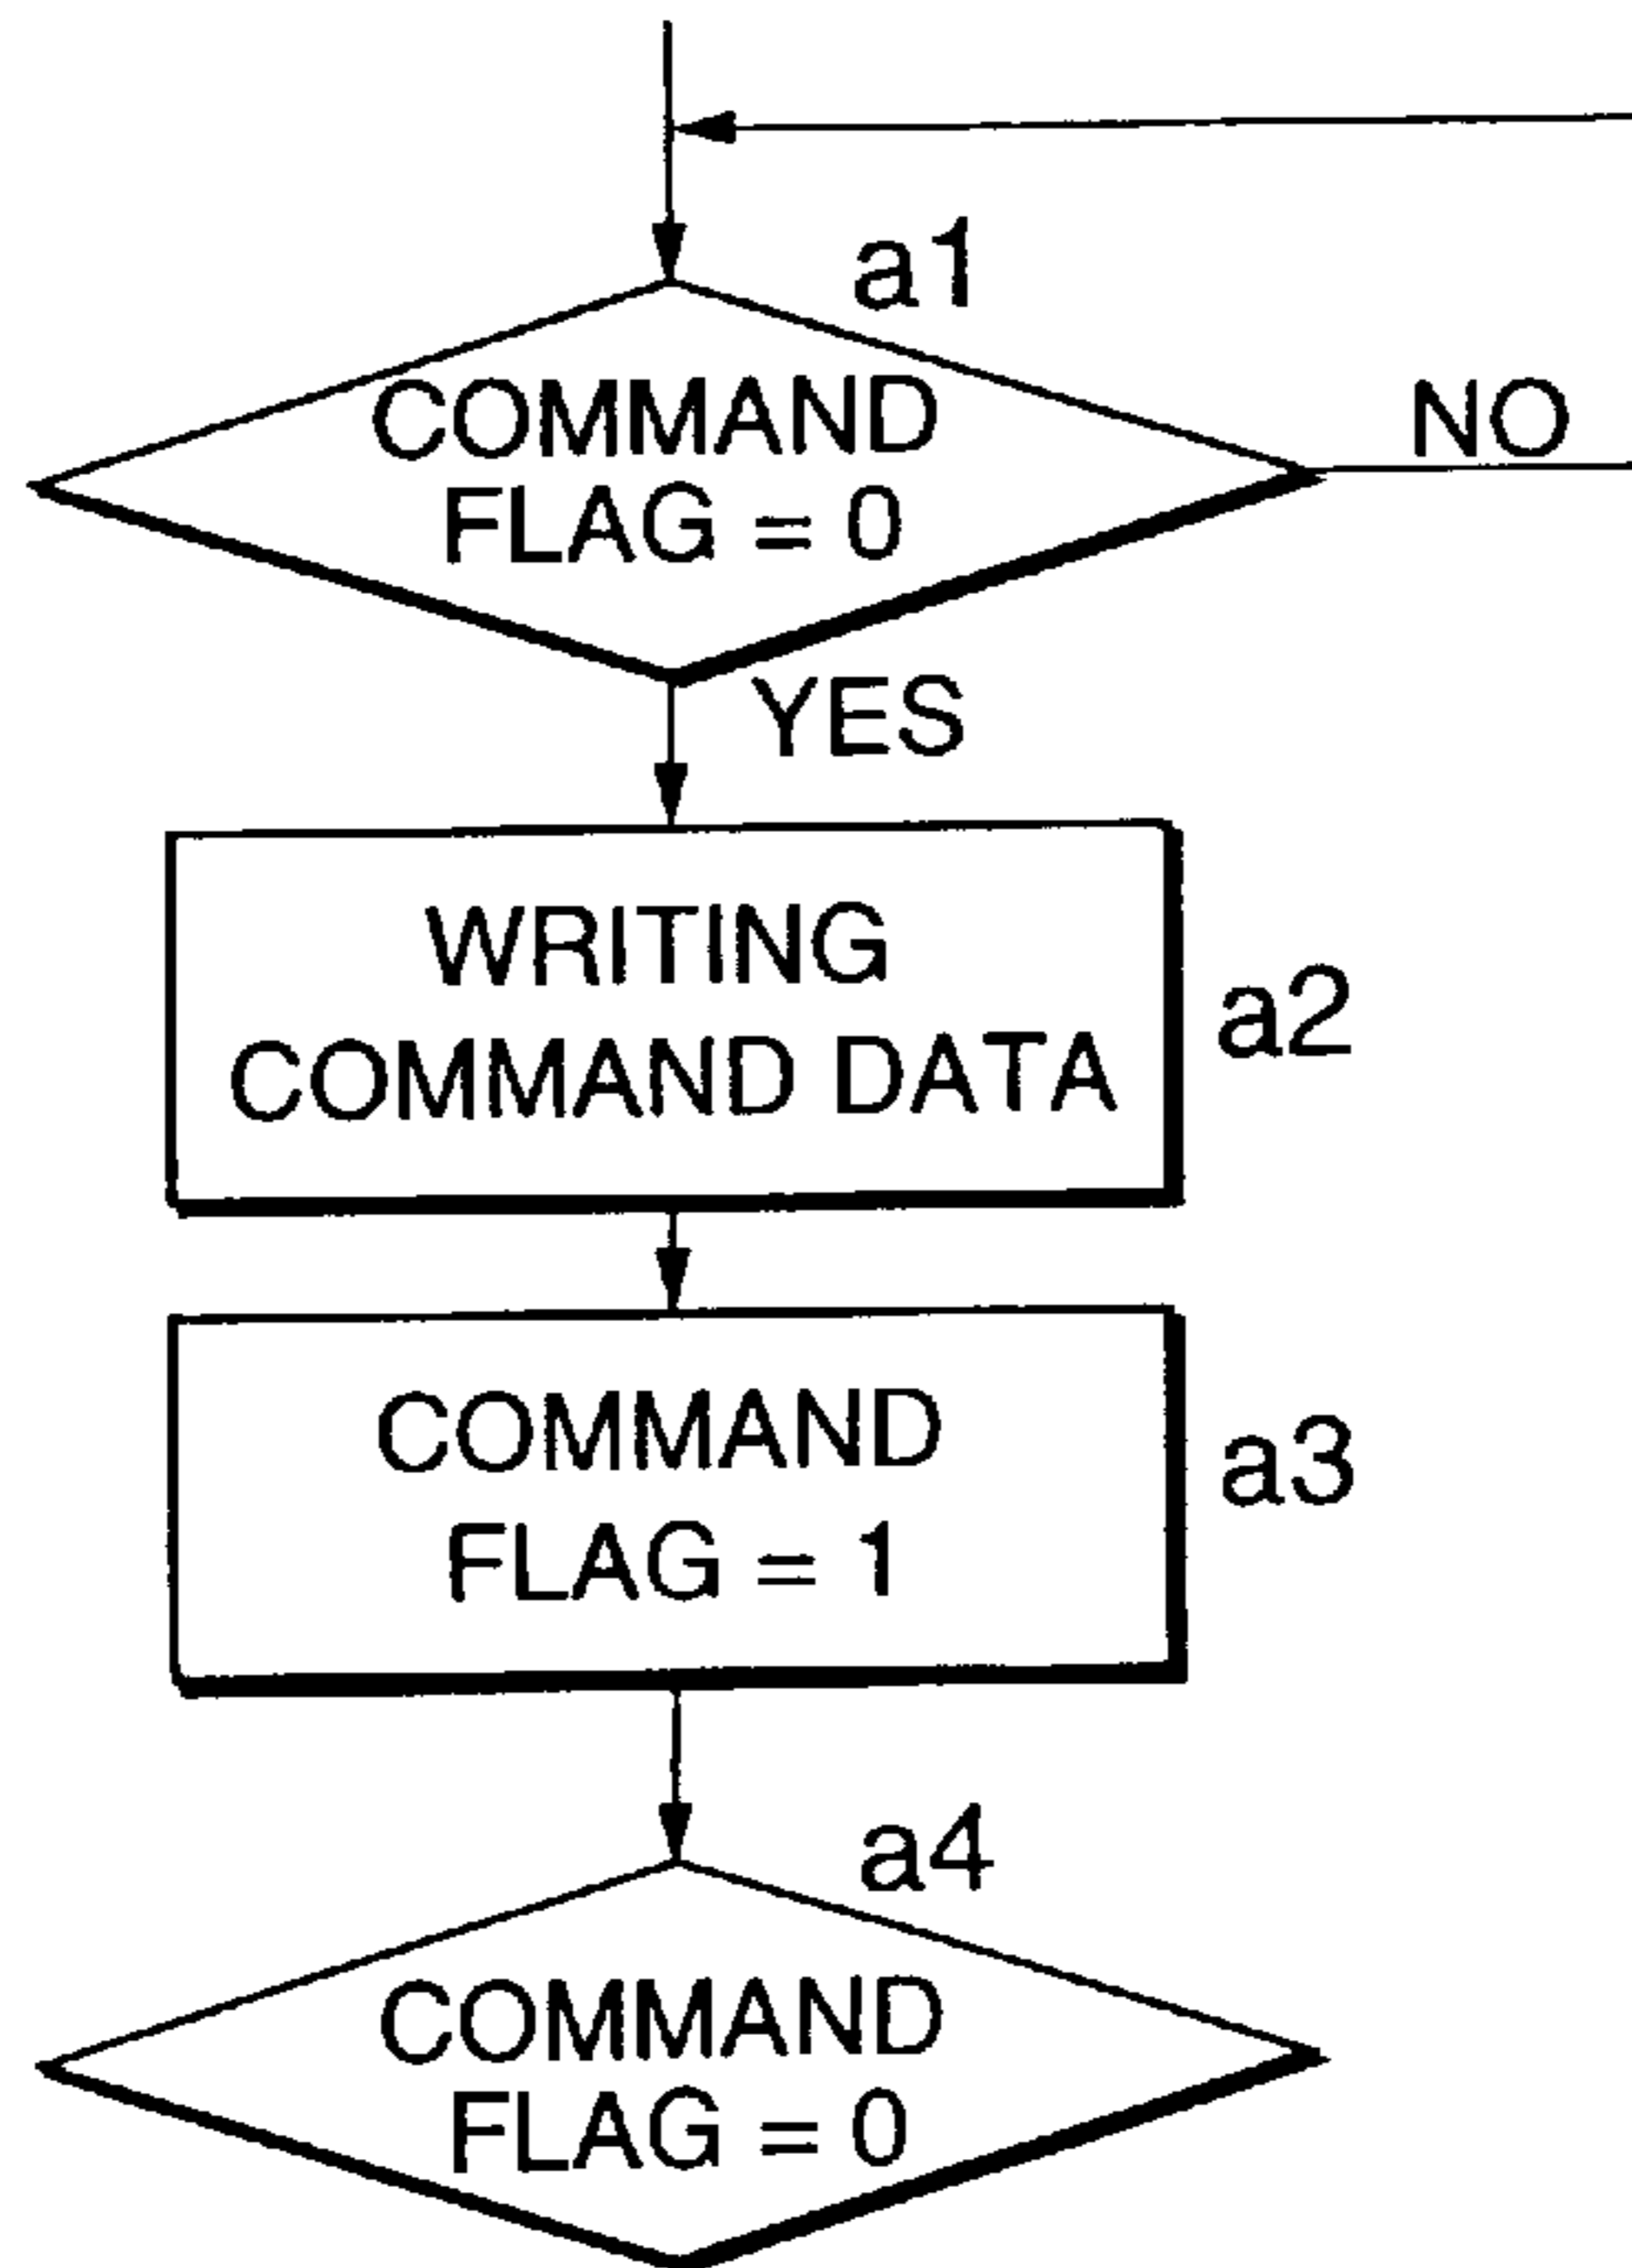 a1
COMMAND
FLAG = 0
NO
YES
WRITING
COMMAND DATA
a2
COMMAND
FLAG = 1
a3
a4
COMMAND
FLAG = 0